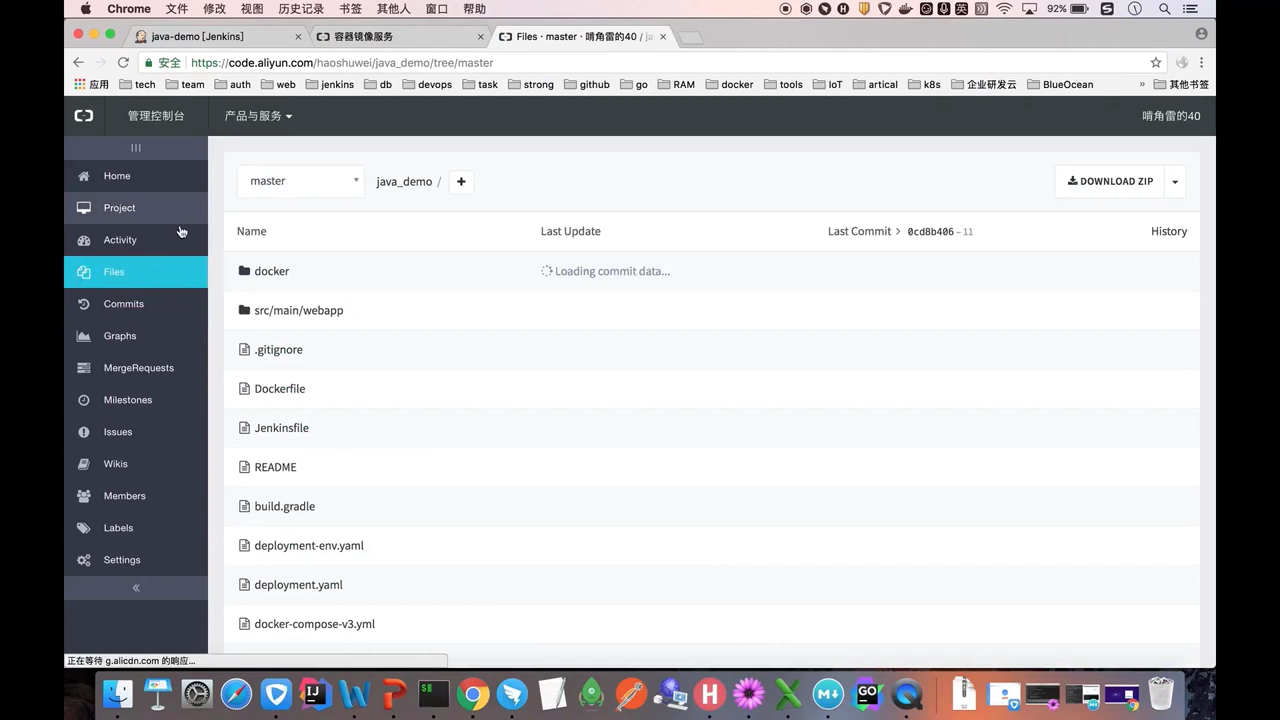 Chrome 文件 修改 视图 历史记录 书签 其他人 窗口 帮助 92%
java-demo [Jenkins] 容器镜像服务 Files · master · 啃角雷的40 / ja
安全 https://code.aliyun.com/haoshuwei/java_demo/tree/master
应用 tech team auth web jenkins db devops task strong github go RAM docker tools IoT artical k8s 企业研发云 BlueOcean » 其他书签
管理控制台 产品与服务 啃角雷的40
Home
Project
Activity
Files
Commits
Graphs
MergeRequests
Milestones
Issues
Wikis
Members
Labels
Settings
master java_demo / + DOWNLOAD ZIP
Name Last Update Last Commit > 0cd8b406 – 11 History
docker Loading commit data...
src/main/webapp
.gitignore
Dockerfile
Jenkinsfile
README
build.gradle
deployment-env.yaml
deployment.yaml
docker-compose-v3.yml
正在等待 g.alicdn.com 的响应...